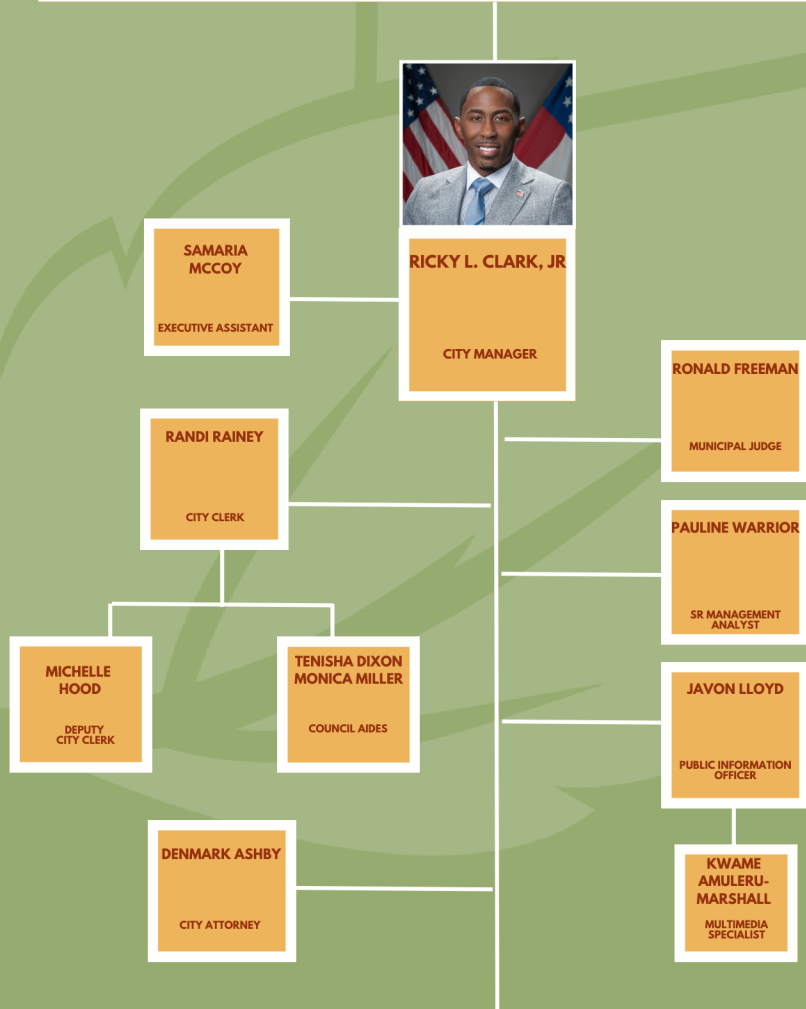 RICKY L. CLARK, JR
CITY MANAGER
SAMARIA
MCCOY
EXECUTIVE ASSISTANT
RONALD FREEMAN
MUNICIPAL JUDGE
RANDI RAINEY
CITY CLERK
PAULINE WARRIOR
SR MANAGEMENT
ANALYST
MICHELLE
HOOD
DEPUTY
CITY CLERK
TENISHA DIXON
MONICA MILLER
COUNCIL AIDES
JAVON LLOYD
PUBLIC INFORMATION
OFFICER
DENMARK ASHBY
CITY ATTORNEY
KWAME
AMULERU-
MARSHALL
MULTIMEDIA
SPECIALIST